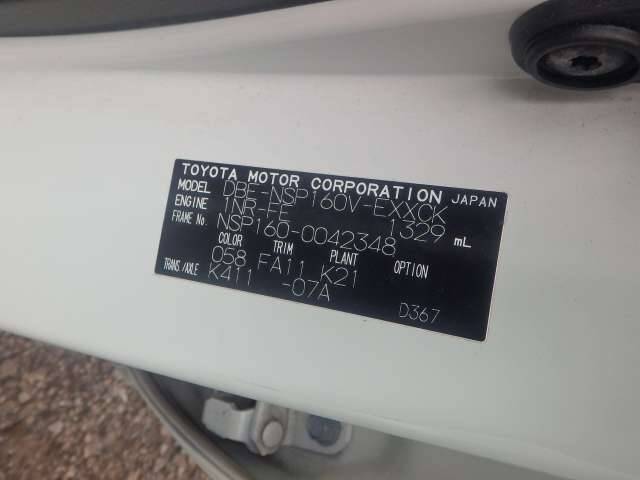 TOYOTA MOTOR CORPORATION JAPAN
MODEL DBE-NSP160V-EXXCK
ENGINE 1NR-FE 1329 mL
FRAME No. NSP160-0042348
COLOR TRIM PLANT OPTION
058 FA11 K21
TRANS./AXLE K411 -07A
D367